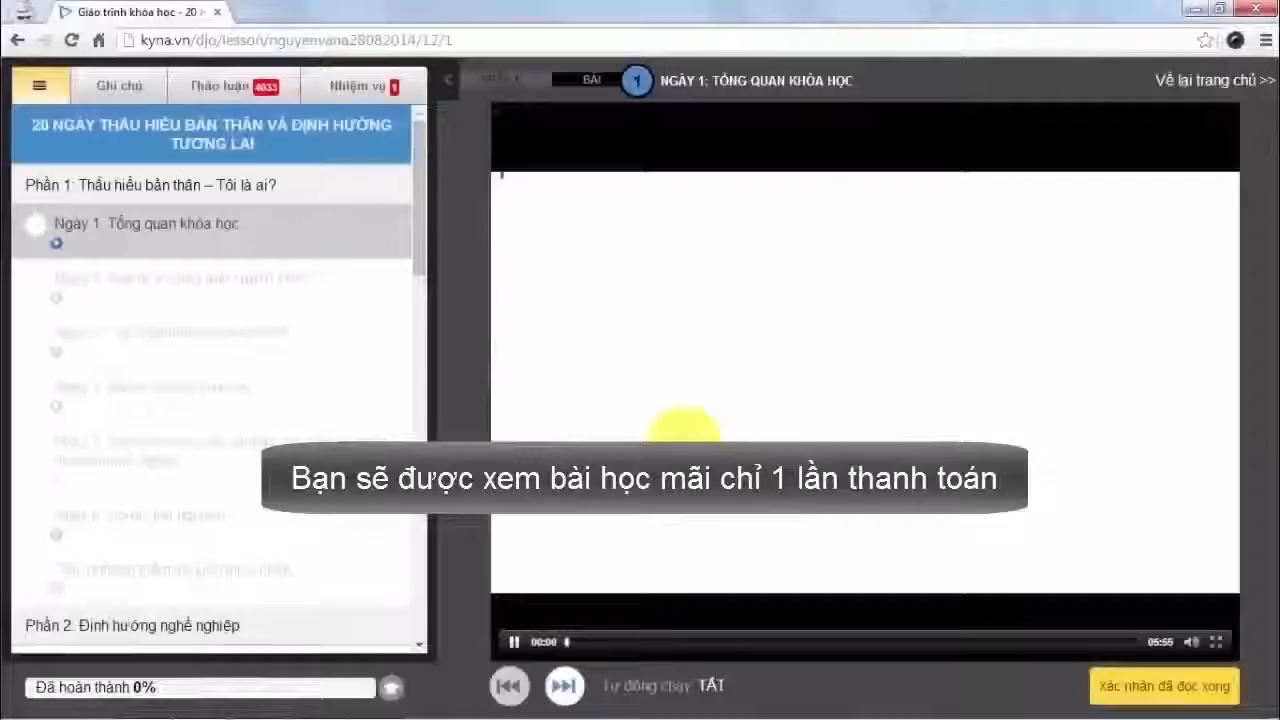 Giáo trình khóa học - 20 n
kyna.vn/djo/lesson/nguyenvana28082014/12/1
Ghi chú
Thảo luận 4033
Nhiệm vụ 1
BÀI 1 NGÀY 1: TỔNG QUAN KHÓA HỌC
Về lại trang chủ >>
20 NGÀY THẤU HIỂU BẢN THÂN VÀ ĐỊNH HƯỚNG
TƯƠNG LAI
Phần 1: Thấu hiểu bản thân – Tôi là ai?
Ngày 1: Tổng quan khóa học
Bạn sẽ được xem bài học mãi chỉ 1 lần thanh toán
Phần 2: Định hướng nghề nghiệp
00:00
05:55
Đã hoàn thành 0%
Tự động chạy TẮT
Xác nhận đã đọc xong